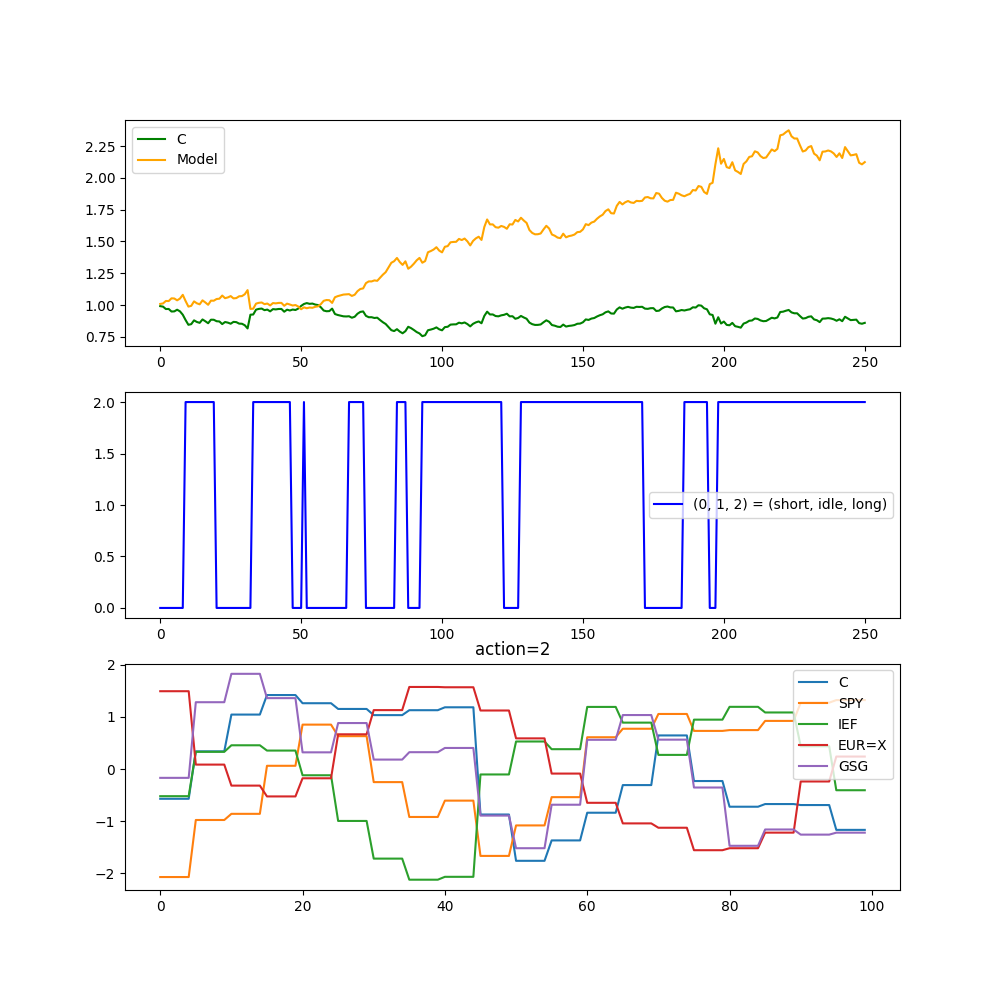 C
Model
2.25
2.00
1.75
1.50
1.25
1.00
0.75
0 50 100 150 200 250
2.0
1.5
1.0
0.5
0.0
(0, 1, 2) = (short, idle, long)
0 50 100 150 200 250
action=2
2
1
0
−1
−2
C
SPY
IEF
EUR=X
GSG
0 20 40 60 80 100